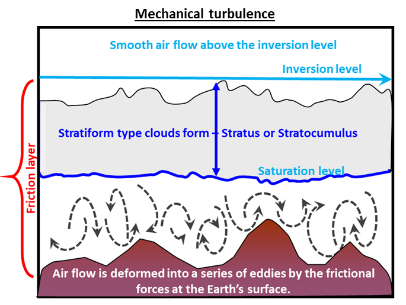 Mechanical turbulence
Smooth air flow above the inversion level
Inversion level
Stratiform type clouds form – Stratus or Stratocumulus
Saturation level
Friction layer
Air flow is deformed into a series of eddies by the frictional
forces at the Earth's surface.